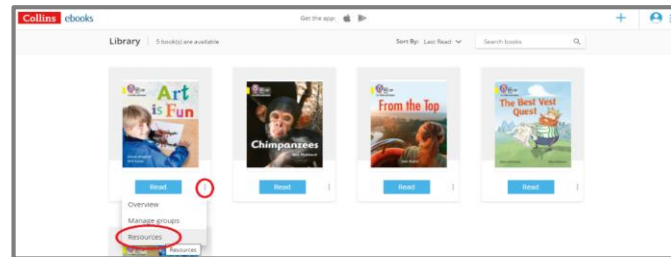 Collins ebooks
Get the app:
Library
5 book(s) are available
Sort By: Last Read
Search books
Art
is Fun
Chimpanzees
From the Top
The Best Vest
Quest
Read
Read
Read
Read
Overview
Manage groups
Resources
Resources